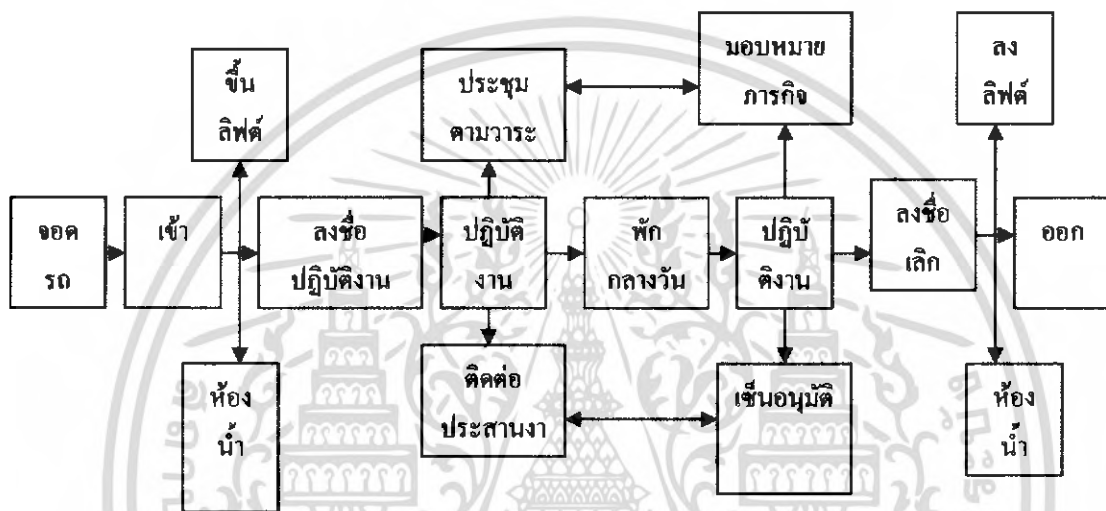 ขึ้น
ลิฟต์
ประชุม
ตามวาระ
มอบหมาย
ภารกิจ
ลง
ลิฟต์
จอด
รถ
เข้า
ลงชื่อ
ปฏิบัติงาน
ปฏิบัติ
งาน
พัก
กลางวัน
ปฏิบั
ติงาน
ลงชื่อ
เลิก
ออก
ห้อง
น้ำ
ติดต่อ
ประสานงา
เซ็นอนุมัติ
ห้อง
น้ำ